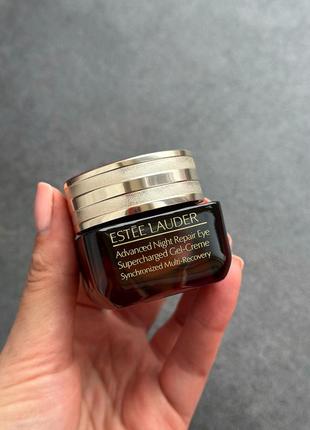 ESTĒE LAUDER
Advanced Night Repair Eye
Supercharged Gel-Creme
Synchronized Multi-Recovery